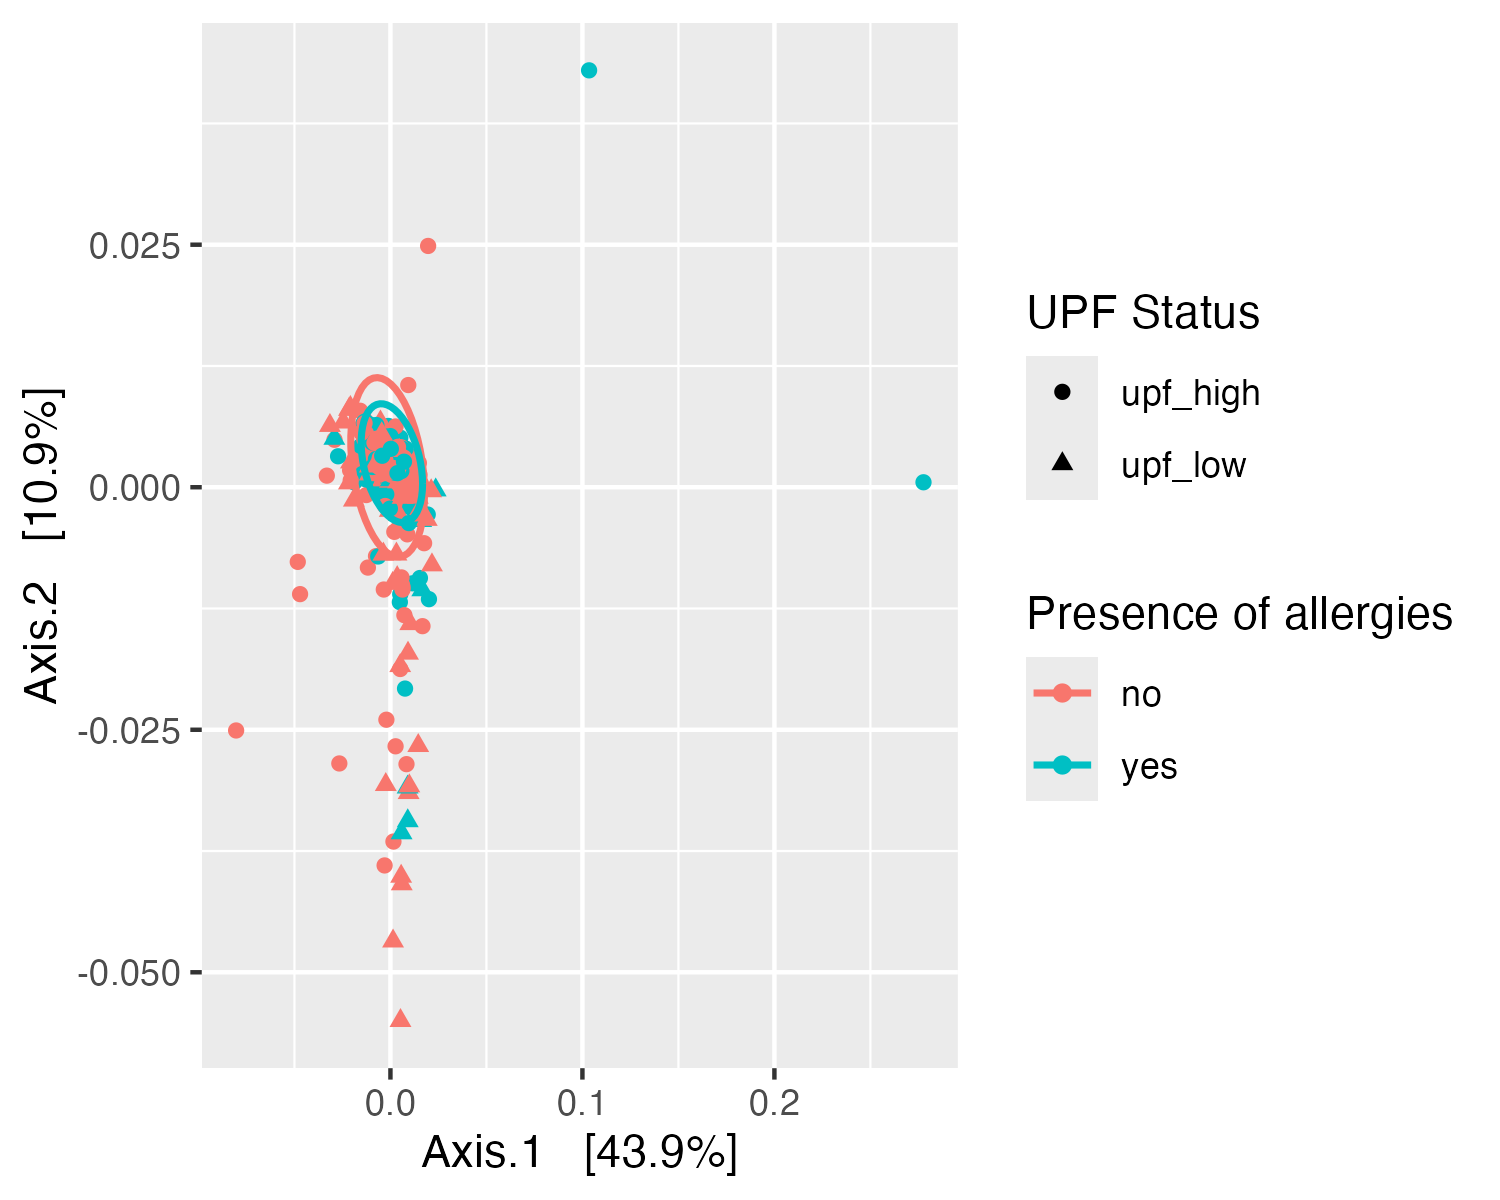 0.025
0.000
-0.025
-0.050
0.0
0.1
0.2
Axis.1 [43.9%]
Axis.2 [10.9%]
UPF Status
upf_high
upf_low
Presence of allergies
no
yes